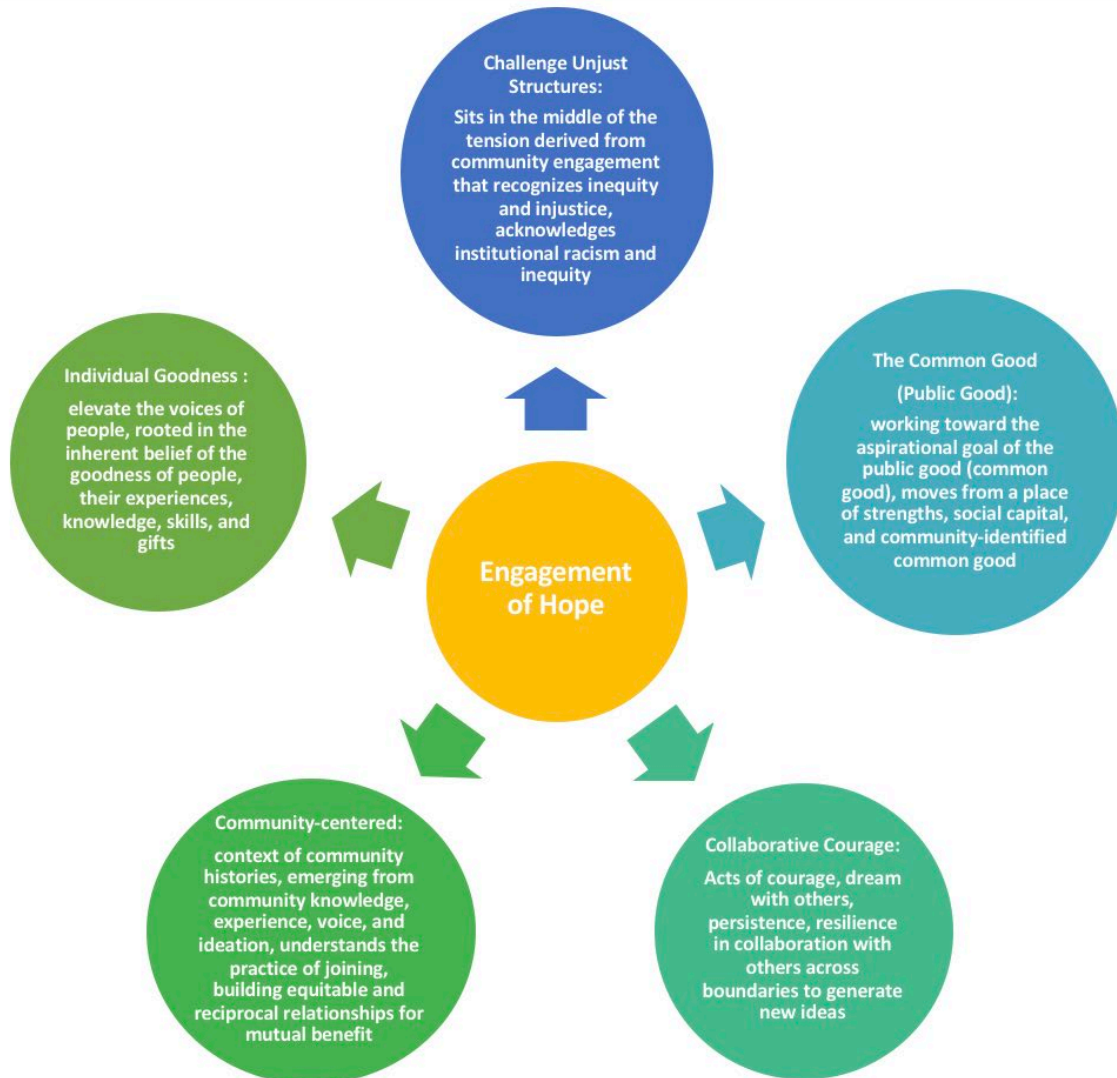 Challenge Unjust
Structures:
Sits in the middle of the
tension derived from
community engagement
that recognizes inequity
and injustice,
acknowledges
institutional racism and
inequity
The Common Good
(Public Good):
working toward the
aspirational goal of the
public good (common
good), moves from a place
of strengths, social capital,
and community-identified
common good
Collaborative Courage:
Acts of courage, dream
with others,
persistence, resilience
in collaboration with
others across
boundaries to generate
new ideas
Community-centered:
context of community
histories, emerging from
community knowledge,
experience, voice, and
ideation, understands the
practice of joining,
building equitable and
reciprocal relationships for
mutual benefit
Individual Goodness :
elevate the voices of
people, rooted in the
inherent belief of the
goodness of people,
their experiences,
knowledge, skills, and
gifts
Engagement
of Hope